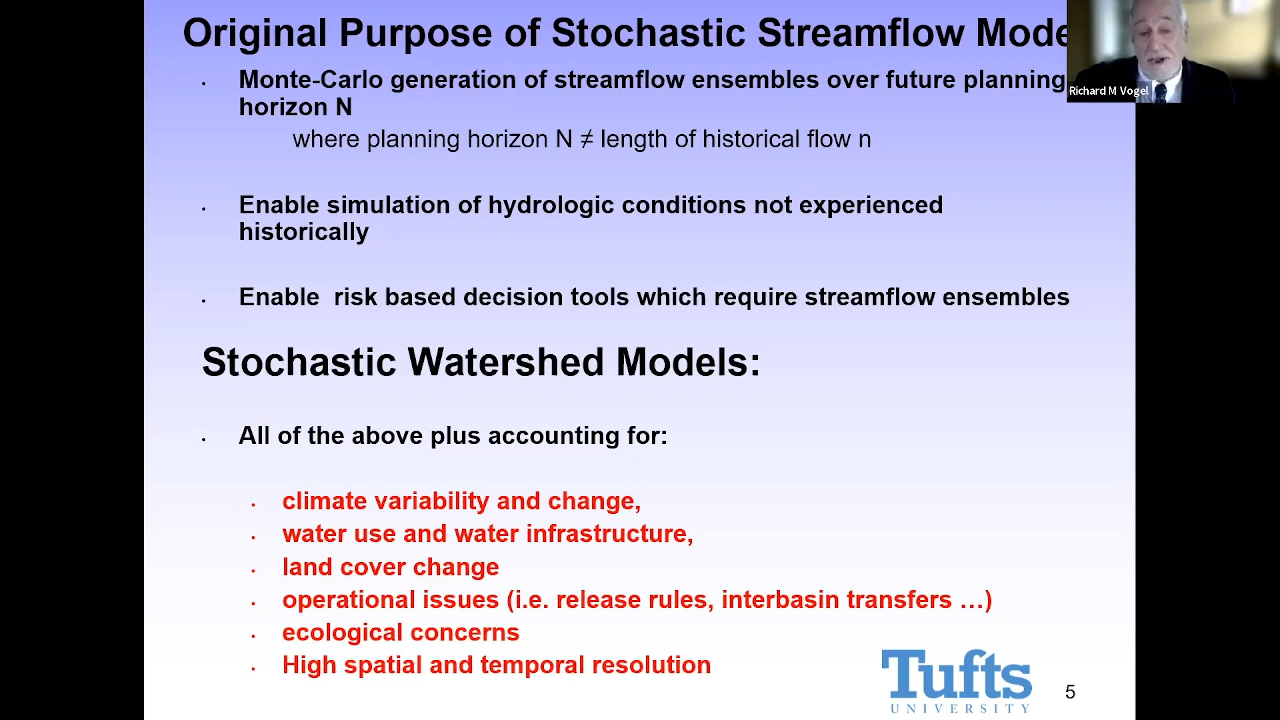 Original Purpose of Stochastic Streamflow Mode
Richard M Vogel
• Monte-Carlo generation of streamflow ensembles over future planning
horizon N
where planning horizon N ≠ length of historical flow n
• Enable simulation of hydrologic conditions not experienced
historically
• Enable risk based decision tools which require streamflow ensembles
Stochastic Watershed Models:
• All of the above plus accounting for:
• climate variability and change,
• water use and water infrastructure,
• land cover change
• operational issues (i.e. release rules, interbasin transfers …)
• ecological concerns
• High spatial and temporal resolution
Tufts
UNIVERSITY
5